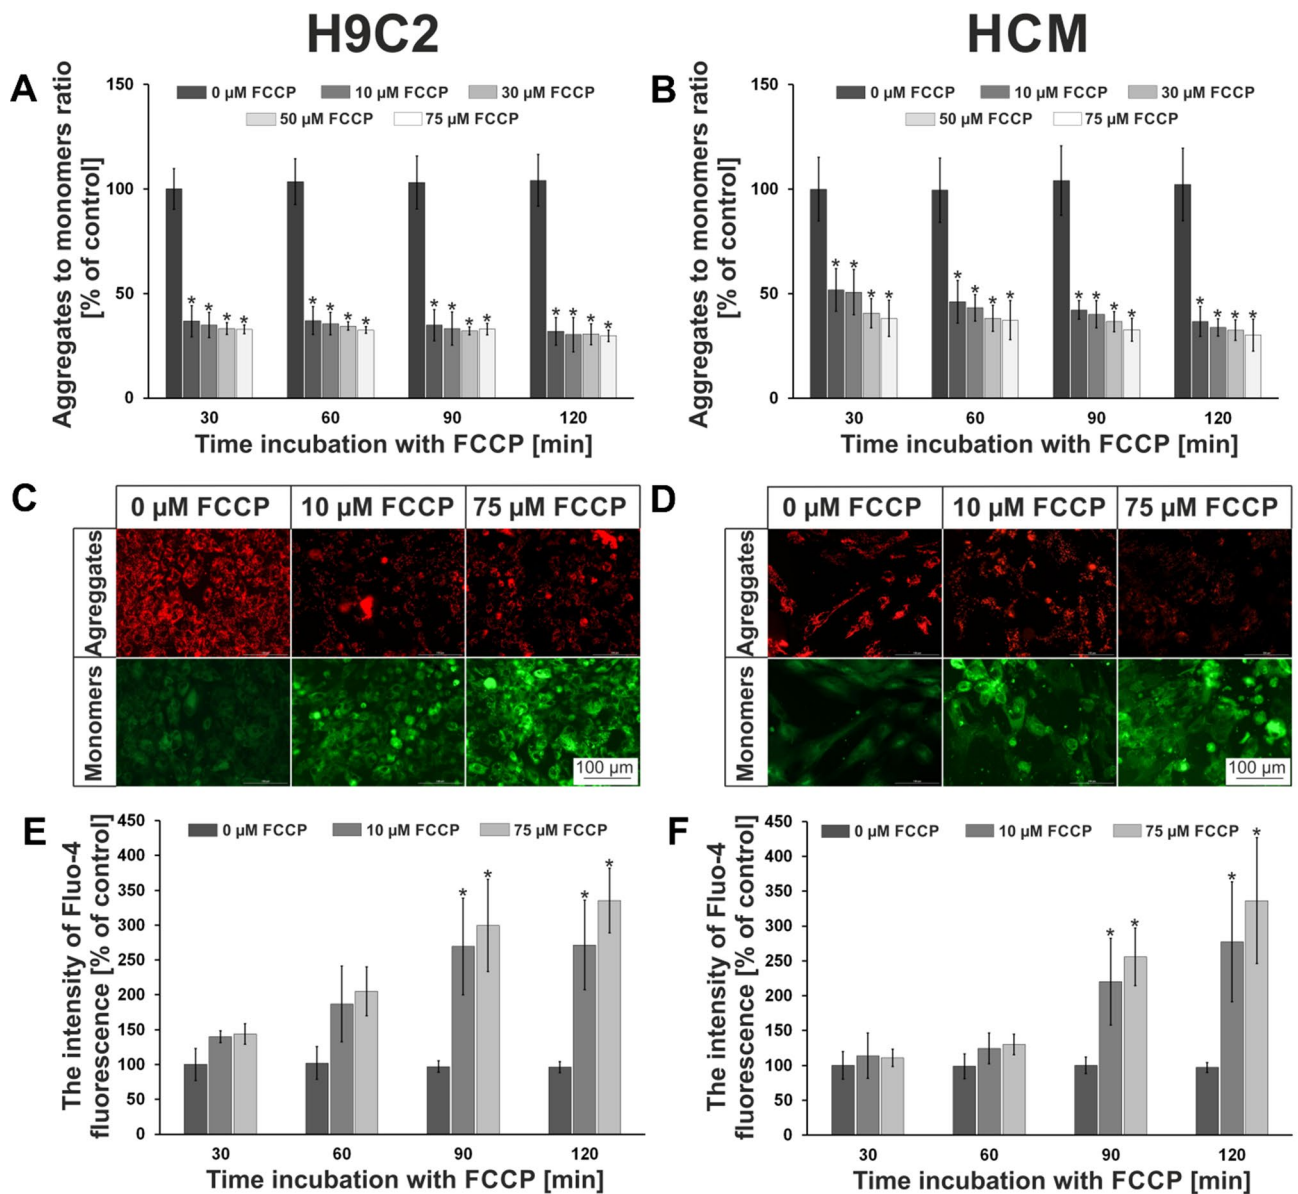 H9C2
HCM
A
Aggregates to monomers ratio
[% of control]
150
100
50
0
0 µM FCCP 10 µM FCCP 30 µM FCCP
50 µM FCCP 75 µM FCCP
* * * * * * * * * * * * * * * *
30 60 90 120
Time incubation with FCCP [min]
B
Aggregates to monomers ratio
[% of control]
150
100
50
0
0 µM FCCP 10 µM FCCP 30 µM FCCP
50 µM FCCP 75 µM FCCP
* * * * * * * * * * * * * * * *
30 60 90 120
Time incubation with FCCP [min]
C
0 µM FCCP 10 µM FCCP 75 µM FCCP
Agreggates
Monomers
100 µm
D
0 µM FCCP 10 µM FCCP 75 µM FCCP
Agreggates
Monomers
100 µm
E
The intensity of Fluo-4
fluorescence [% of control]
450
400
350
300
250
200
150
100
50
0
0 µM FCCP 10 µM FCCP 75 µM FCCP
* * * *
30 60 90 120
Time incubation with FCCP [min]
F
The intensity of Fluo-4
fluorescence [% of control]
450
400
350
300
250
200
150
100
50
0
0 µM FCCP 10 µM FCCP 75 µM FCCP
* * * *
30 60 90 120
Time incubation with FCCP [min]